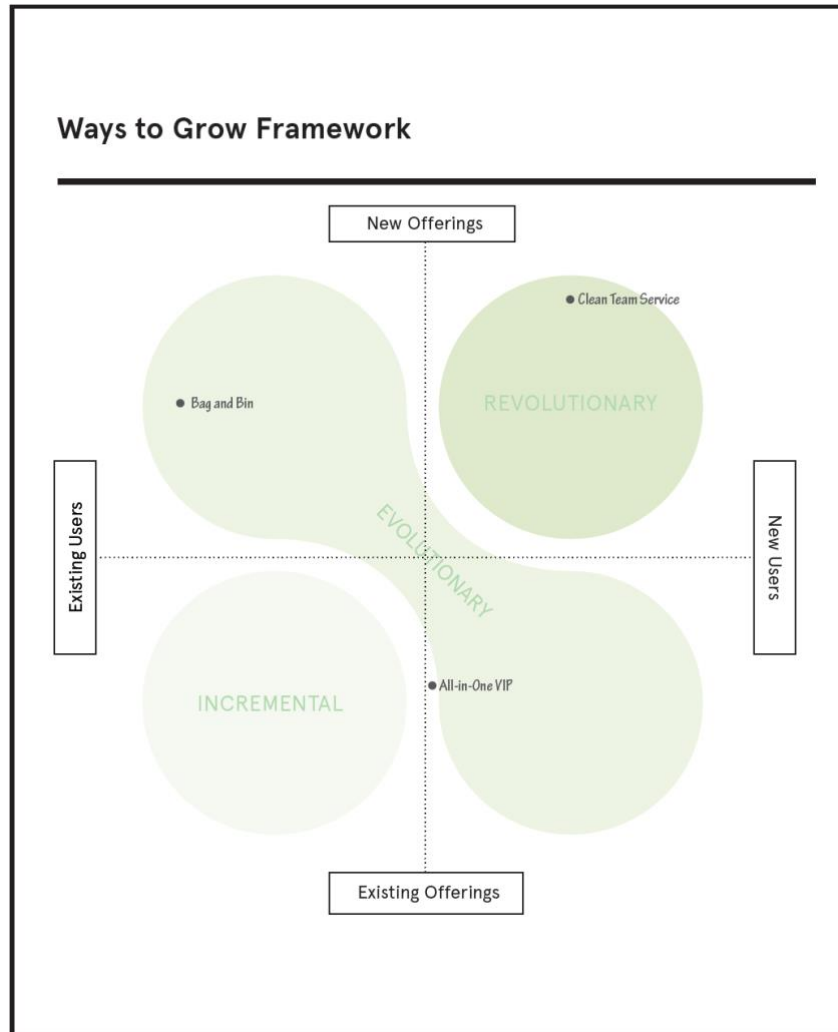 Ways to Grow Framework
New Offerings
Clean Team Service
Bag and Bin
REVOLUTIONARY
Existing Users
EVOLUTIONARY
New Users
All-in-One VIP
INCREMENTAL
Existing Offerings